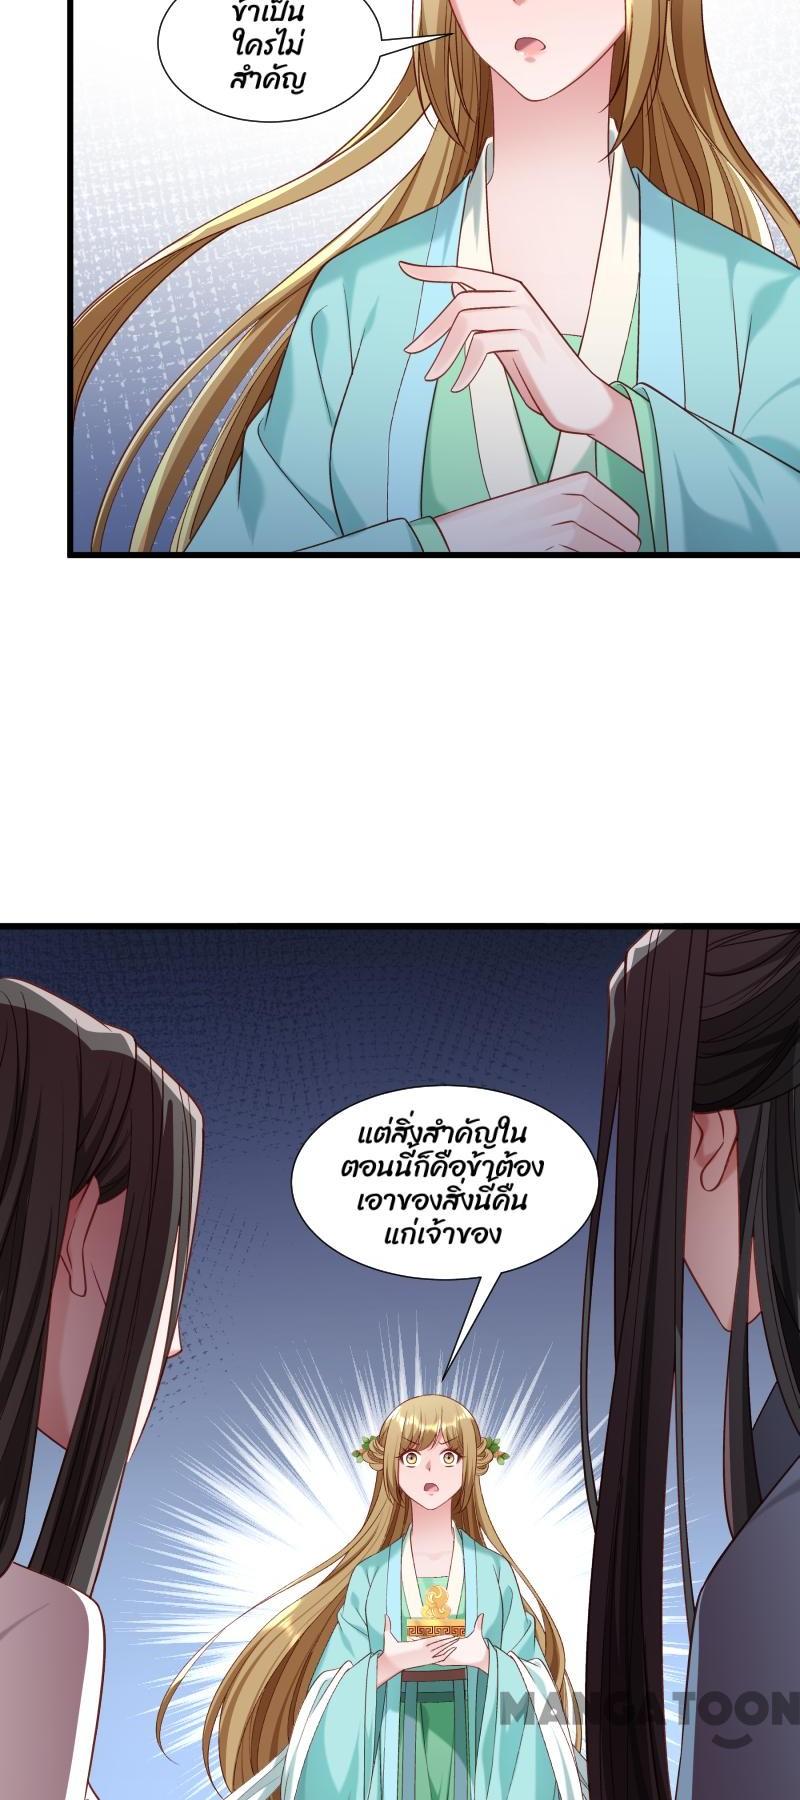 ข้าเป็น
ใครไม่
สำคัญ
แต่สิ่งสำคัญใน
ตอนนี้ก็คือข้าต้อง
เอาของสิ่งนี้คืน
แก่เจ้าของ
MANGATOON